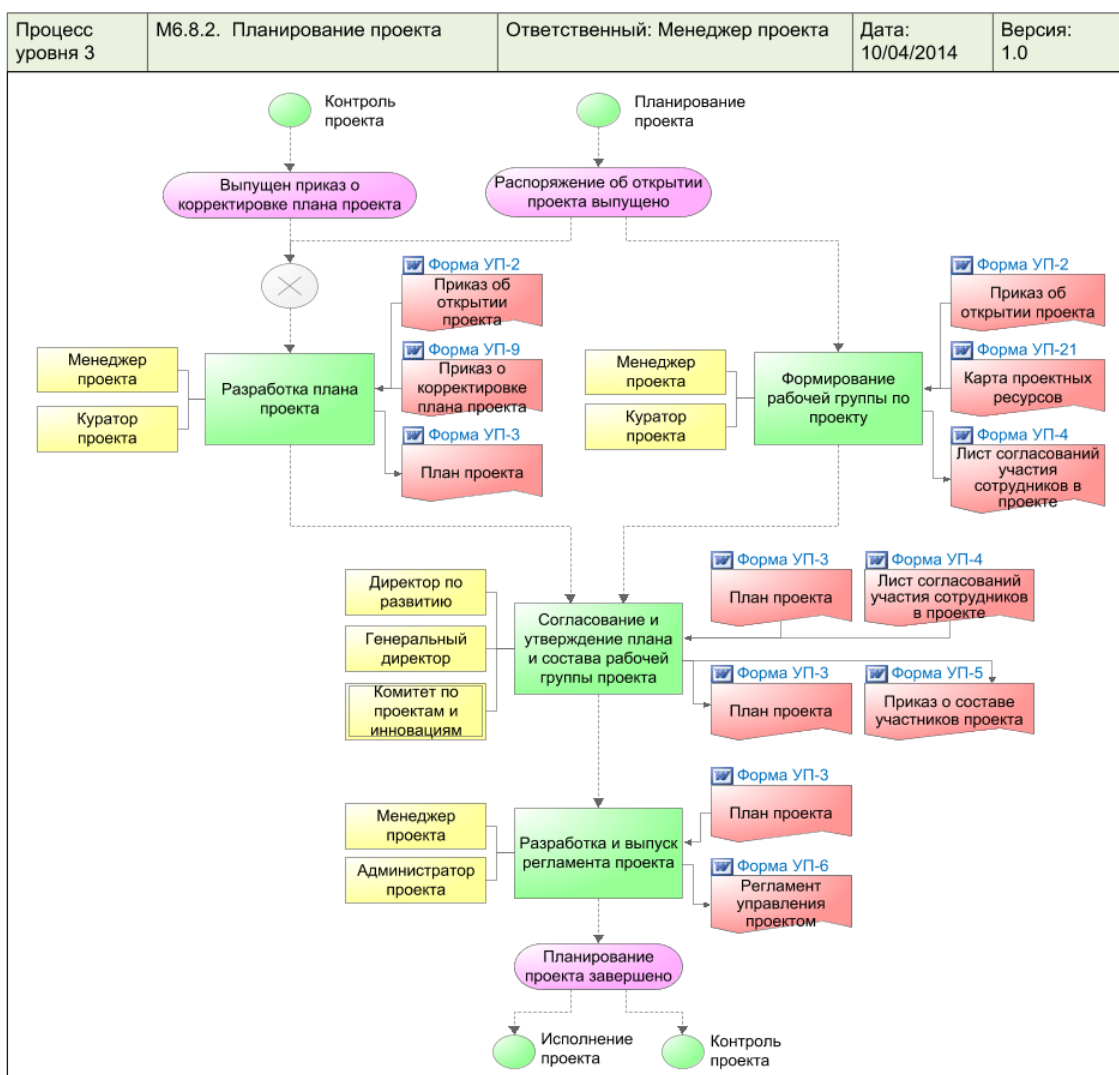 Процесс
уровня 3
М6.8.2. Планирование проекта
Ответственный: Менеджер проекта
Дата:
10/04/2014
Версия:
1.0
Контроль
проекта
Планирование
проекта
Выпущен приказ о
корректировке плана проекта
Распоряжение об открытии
проекта выпущено
Форма УП-2
Приказ об
открытии
проекта
Форма УП-2
Приказ об
открытии проекта
Менеджер
проекта
Куратор
проекта
Разработка плана
проекта
Форма УП-9
Приказ о
корректировке
плана проекта
Форма УП-3
План проекта
Менеджер
проекта
Куратор
проекта
Формирование
рабочей группы по
проекту
Форма УП-21
Карта проектных
ресурсов
Форма УП-4
Лист согласований
участия
сотрудников в
проекте
Директор по
развитию
Генеральный
директор
Комитет по
проектам и
инновациям
Согласование и
утверждение плана
и состава рабочей
группы проекта
Форма УП-3
План проекта
Форма УП-4
Лист согласований
участия сотрудников
в проекте
Форма УП-3
План проекта
Форма УП-5
Приказ о составе
участников проекта
Менеджер
проекта
Администратор
проекта
Разработка и выпуск
регламента проекта
Форма УП-3
План проекта
Форма УП-6
Регламент
управления
проектом
Планирование
проекта завершено
Исполнение
проекта
Контроль
проекта